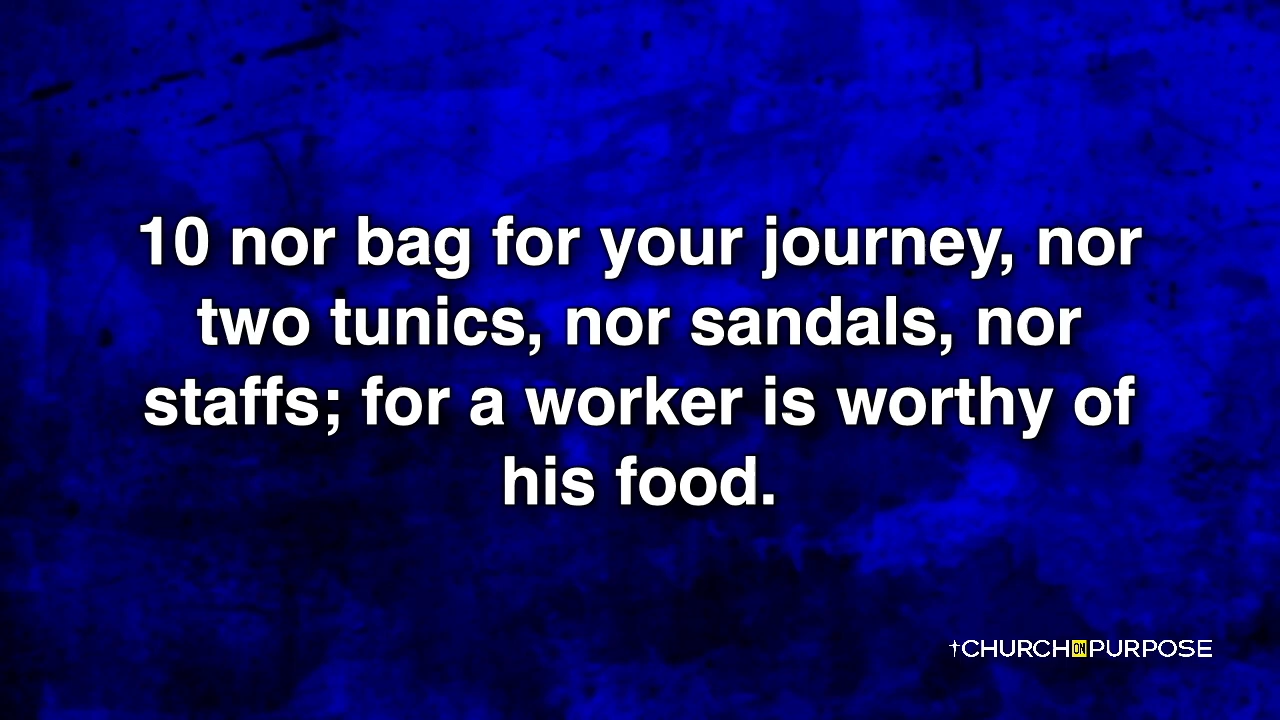 10 nor bag for your journey, nor
two tunics, nor sandals, nor
staffs; for a worker is worthy of
his food.
CHURCH ON PURPOSE